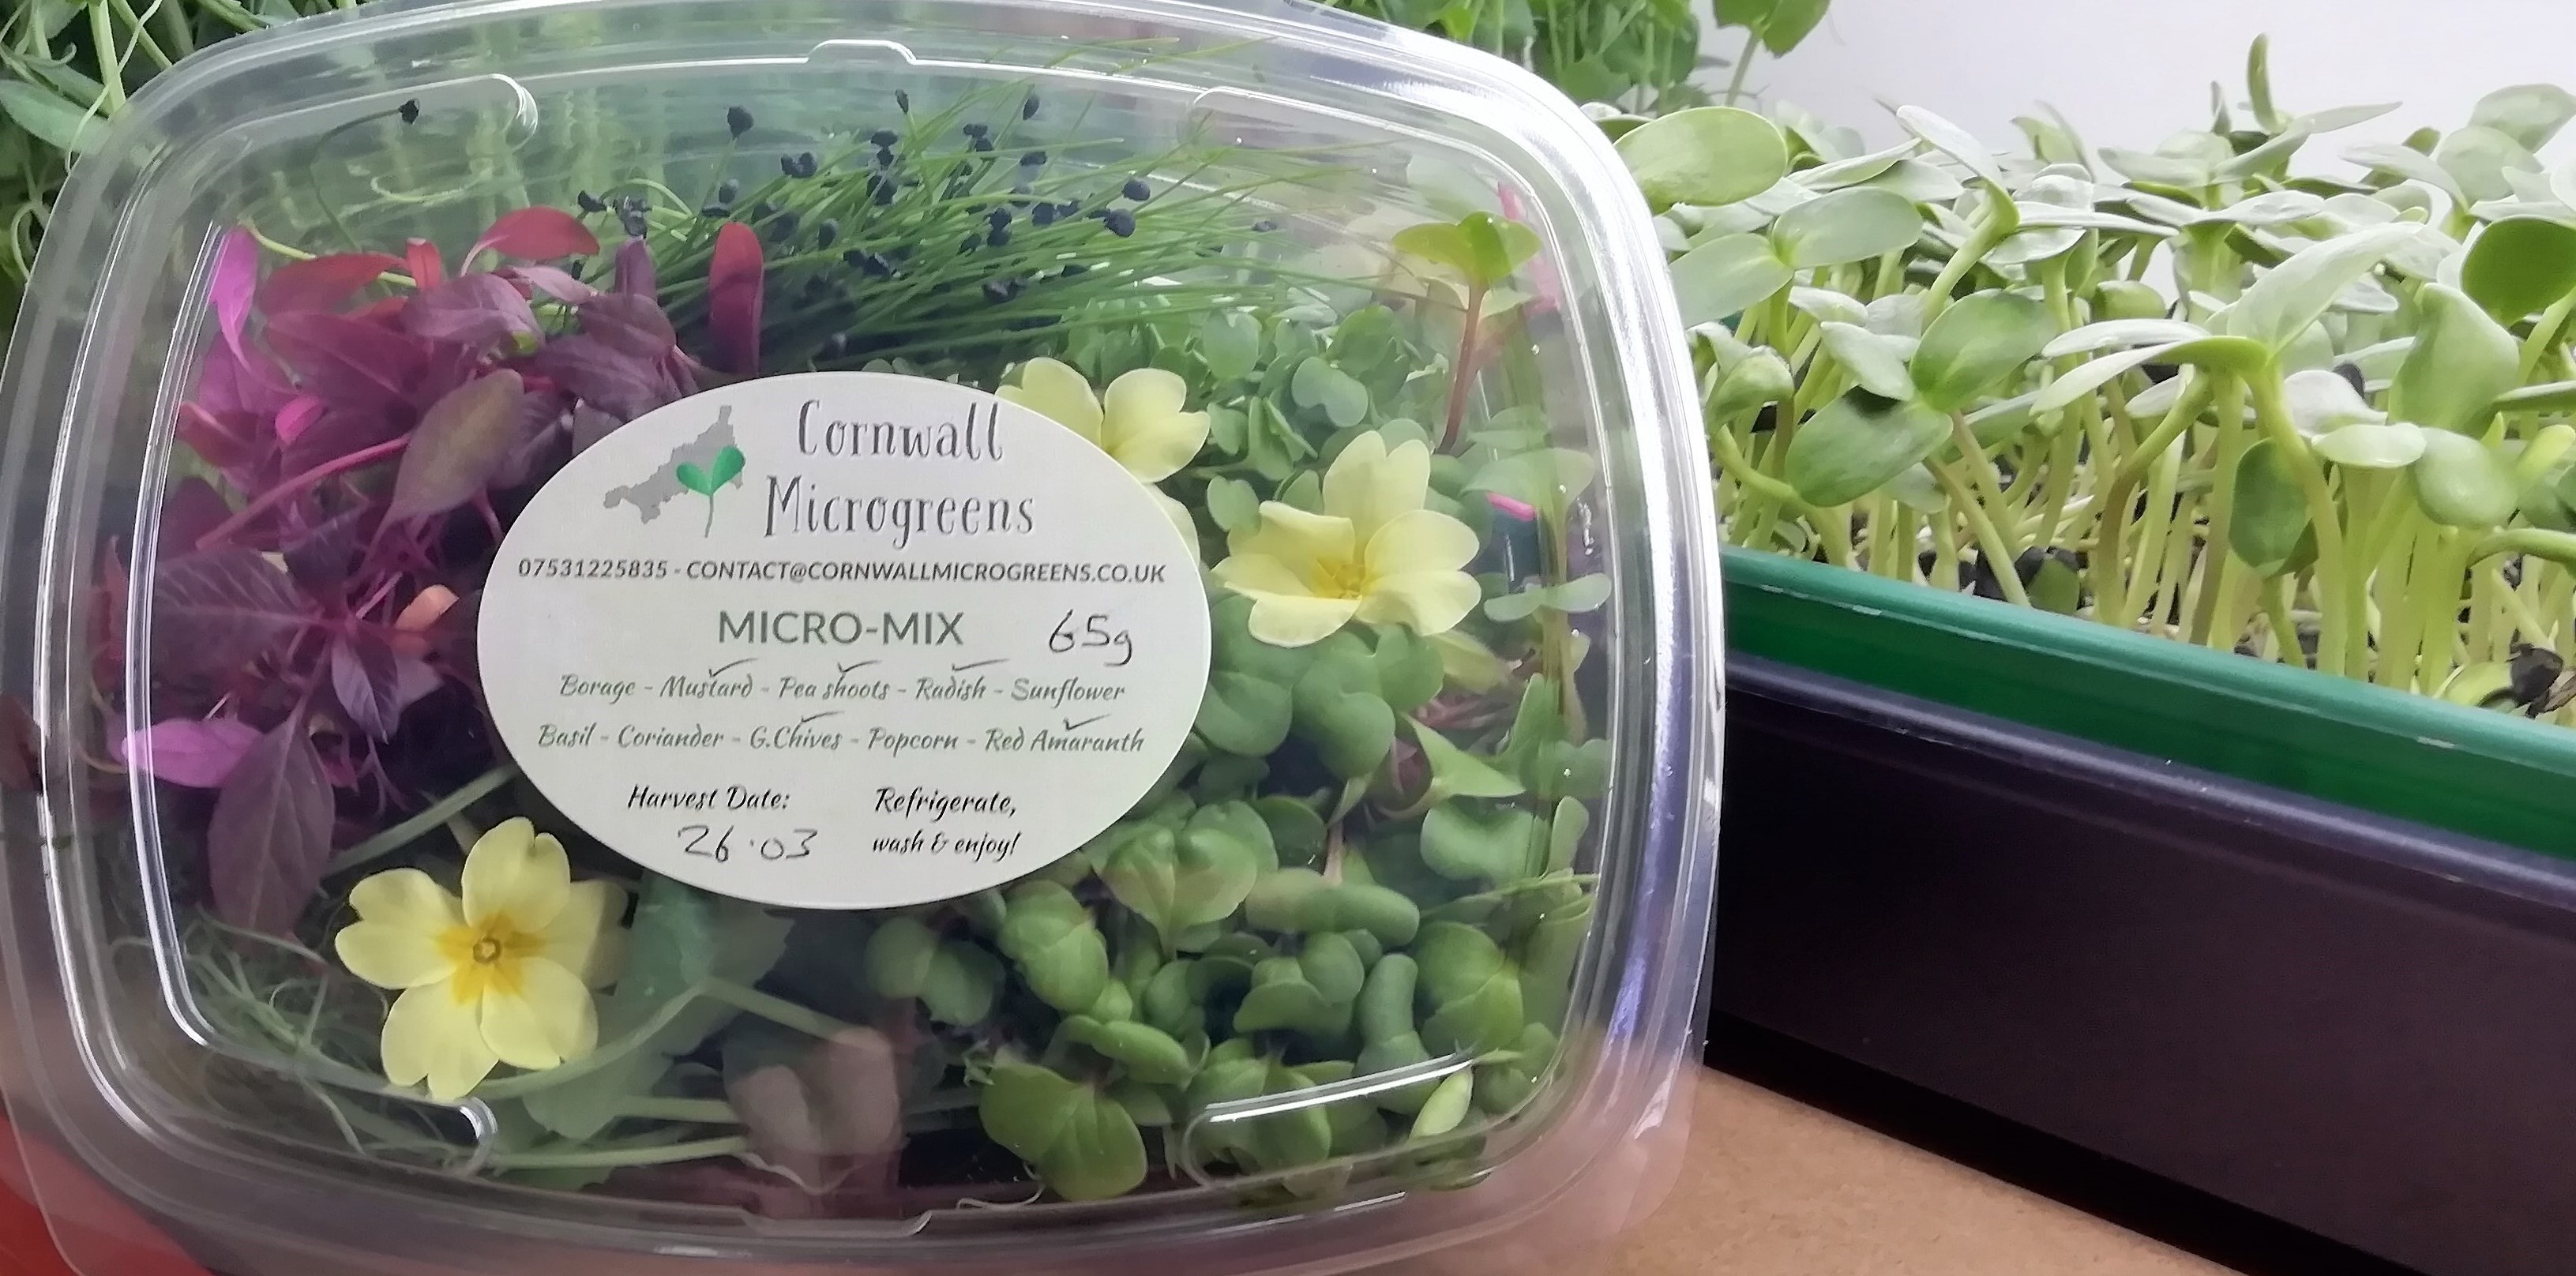 Cornwall
Microgreens
07531225835 - CONTACT@CORNWALLMICROGREENS.CO.UK
MICRO-MIX 65g
Borage - Mustard - Pea shoots - Radish - Sunflower
Basil - Coriander - G.Chives - Popcorn - Red Amaranth
Harvest Date: Refrigerate,
26.03 wash & enjoy!